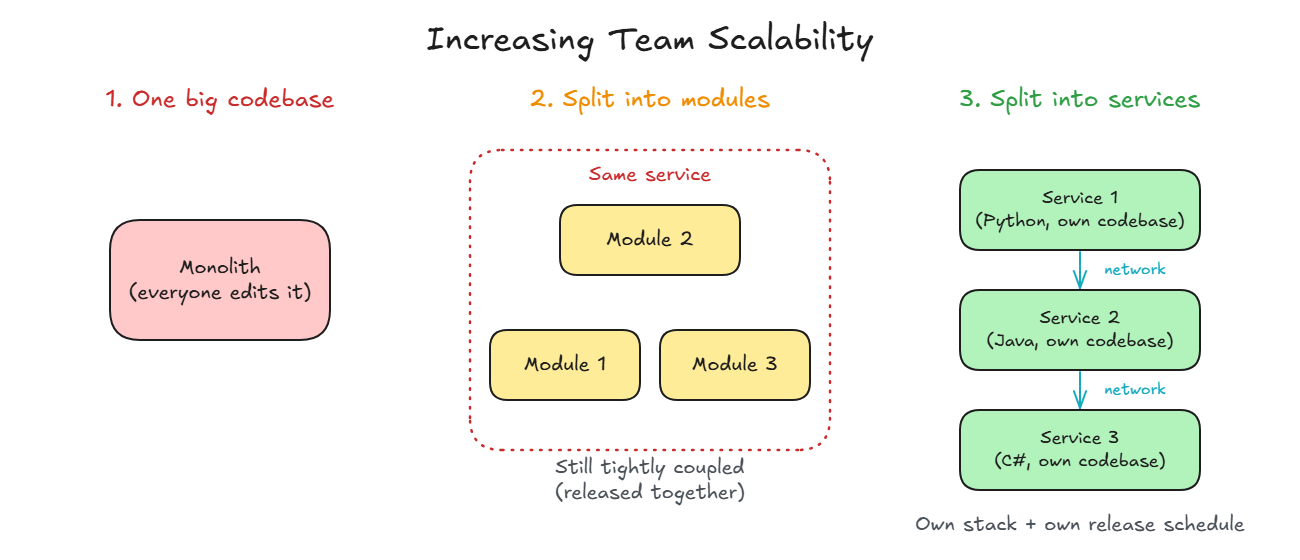 Increasing Team Scalability
1. One big codebase
Monolith
(everyone edits it)
2. Split into modules
Same service
Module 2
Module 1
Module 3
Still tightly coupled
(released together)
3. Split into services
Service 1
(Python, own codebase)
network
Service 2
(Java, own codebase)
network
Service 3
(C#, own codebase)
Own stack + own release schedule